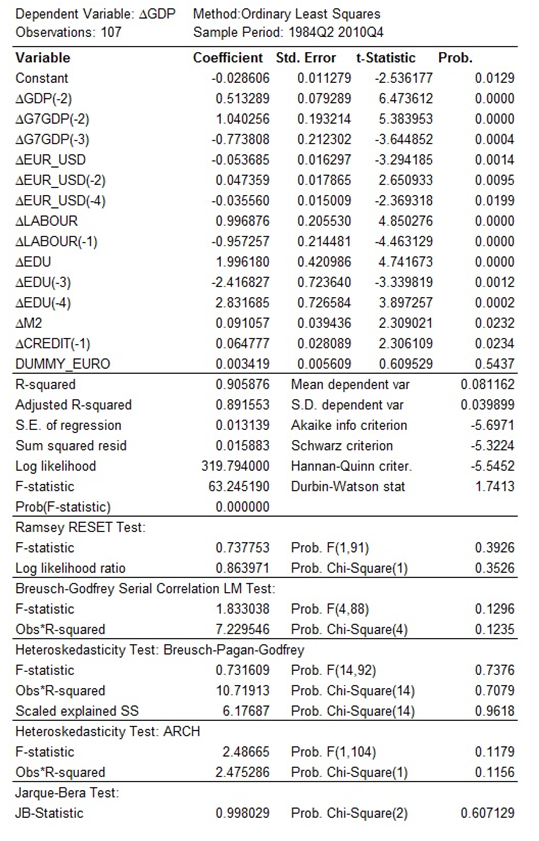 Dependent Variable: ΔGDP Method:Ordinary Least Squares
Observations: 107 Sample Period: 1984Q2 2010Q4
Variable Coefficient Std. Error t-Statistic Prob.
Constant -0.028606 0.011279 -2.536177 0.0129
ΔGDP(-2) 0.513289 0.079289 6.473612 0.0000
ΔG7GDP(-2) 1.040256 0.193214 5.383953 0.0000
ΔG7GDP(-3) -0.773808 0.212302 -3.644852 0.0004
ΔEUR_USD -0.053685 0.016297 -3.294185 0.0014
ΔEUR_USD(-2) 0.047359 0.017865 2.650933 0.0095
ΔEUR_USD(-4) -0.035560 0.015009 -2.369318 0.0199
ΔLABOUR 0.996876 0.205530 4.850276 0.0000
ΔLABOUR(-1) -0.957257 0.214481 -4.463129 0.0000
ΔEDU 1.996180 0.420986 4.741673 0.0000
ΔEDU(-3) -2.416827 0.723640 -3.339819 0.0012
ΔEDU(-4) 2.831685 0.726584 3.897257 0.0002
ΔM2 0.091057 0.039436 2.309021 0.0232
ΔCREDIT(-1) 0.064777 0.028089 2.306109 0.0234
DUMMY_EURO 0.003419 0.005609 0.609529 0.5437
R-squared 0.905876 Mean dependent var 0.081162
Adjusted R-squared 0.891553 S.D. dependent var 0.039899
S.E. of regression 0.013139 Akaike info criterion -5.6971
Sum squared resid 0.015883 Schwarz criterion -5.3224
Log likelihood 319.794000 Hannan-Quinn criter. -5.5452
F-statistic 63.245190 Durbin-Watson stat 1.7413
Prob(F-statistic) 0.000000
Ramsey RESET Test:
F-statistic 0.737753 Prob. F(1,91) 0.3926
Log likelihood ratio 0.863971 Prob. Chi-Square(1) 0.3526
Breusch-Godfrey Serial Correlation LM Test:
F-statistic 1.833038 Prob. F(4,88) 0.1296
Obs*R-squared 7.229546 Prob. Chi-Square(4) 0.1235
Heteroskedasticity Test: Breusch-Pagan-Godfrey
F-statistic 0.731609 Prob. F(14,92) 0.7376
Obs*R-squared 10.71913 Prob. Chi-Square(14) 0.7079
Scaled explained SS 6.17687 Prob. Chi-Square(14) 0.9618
Heteroskedasticity Test: ARCH
F-statistic 2.48665 Prob. F(1,104) 0.1179
Obs*R-squared 2.475286 Prob. Chi-Square(1) 0.1156
Jarque-Bera Test:
JB-Statistic 0.998029 Prob. Chi-Square(2) 0.607129